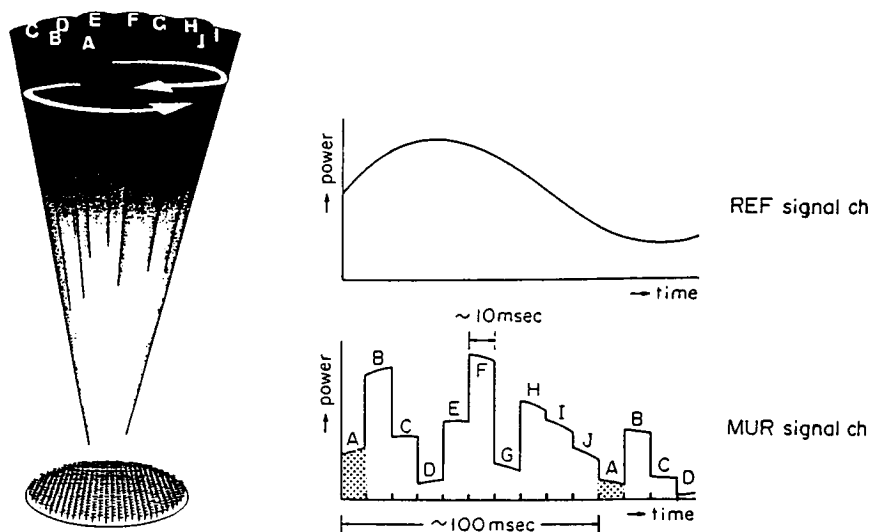 C D E F G H I
B A J
power
time
REF signal ch
~10msec
power
A B C D E F G H I J A B C D
MUR signal ch
time
~100msec